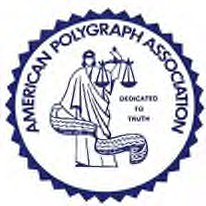 AMERICAN POLYGRAPH ASSOCIATION
DEDICATED
TO
TRUTH